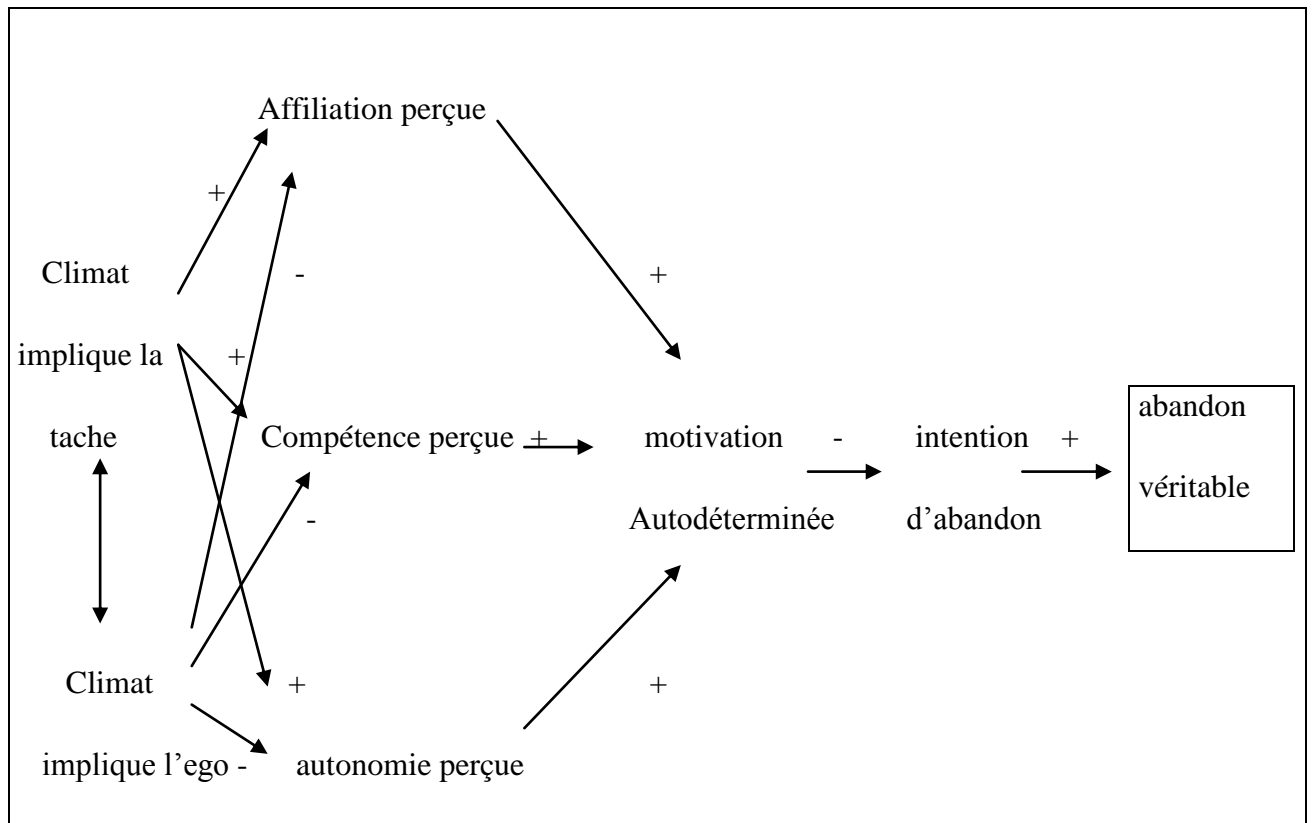 Affiliation perçue
+
Climat - +
implique la +
abandon
tache Compétence perçue + motivation - intention +
véritable
- Autodéterminée d’abandon
Climat + +
implique l’ego - autonomie perçue